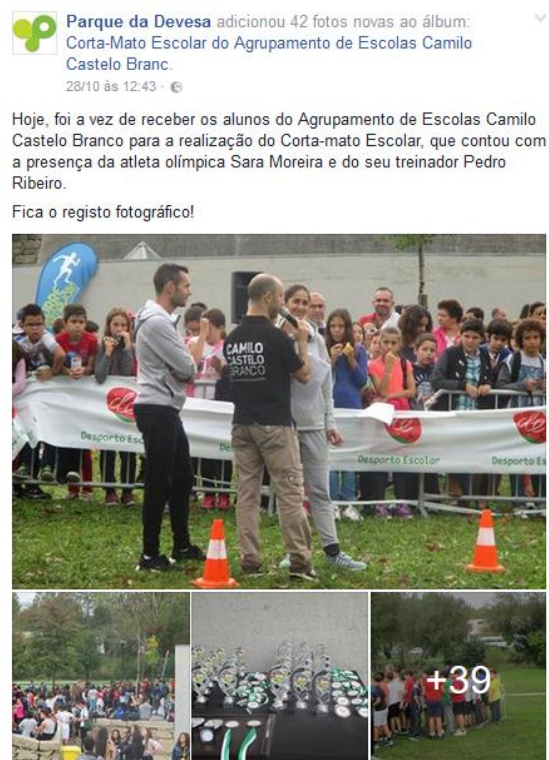 Parque da Devesa adicionou 42 fotos novas ao álbum:
Corta-Mato Escolar do Agrupamento de Escolas Camilo
Castelo Branc.
28/10 às 12:43 ·
Hoje, foi a vez de receber os alunos do Agrupamento de Escolas Camilo
Castelo Branco para a realização do Corta-mato Escolar, que contou com
a presença da atleta olímpica Sara Moreira e do seu treinador Pedro
Ribeiro.
Fica o registo fotográfico!
CAMILO
CASTELO
BRANCO
Desporto Es
Desporto Escolar
Desporto Es
+39